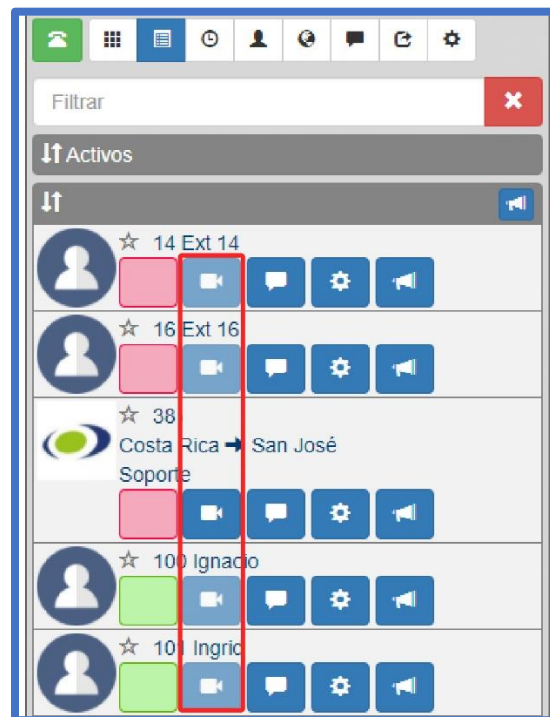 Filtrar
Activos
14 Ext 14
16 Ext 16
38
Costa Rica → San José
Soporte
100 Ignacio
101 Ingrid